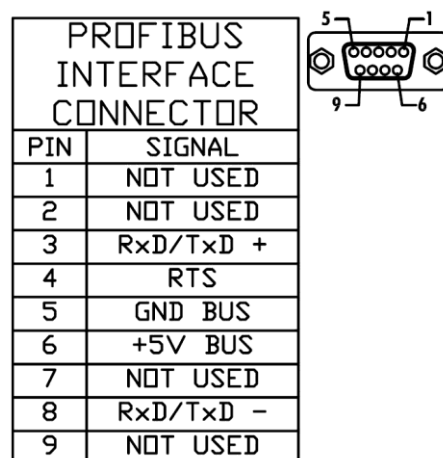 PROFIBUS
INTERFACE
CONNECTOR
PIN SIGNAL
1 NOT USED
2 NOT USED
3 RxD/TxD +
4 RTS
5 GND BUS
6 +5V BUS
7 NOT USED
8 RxD/TxD -
9 NOT USED
5 1
9 6